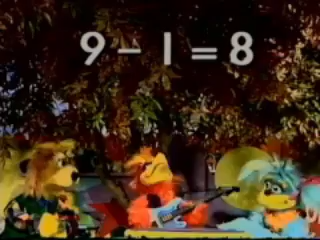 9 – 1 = 8